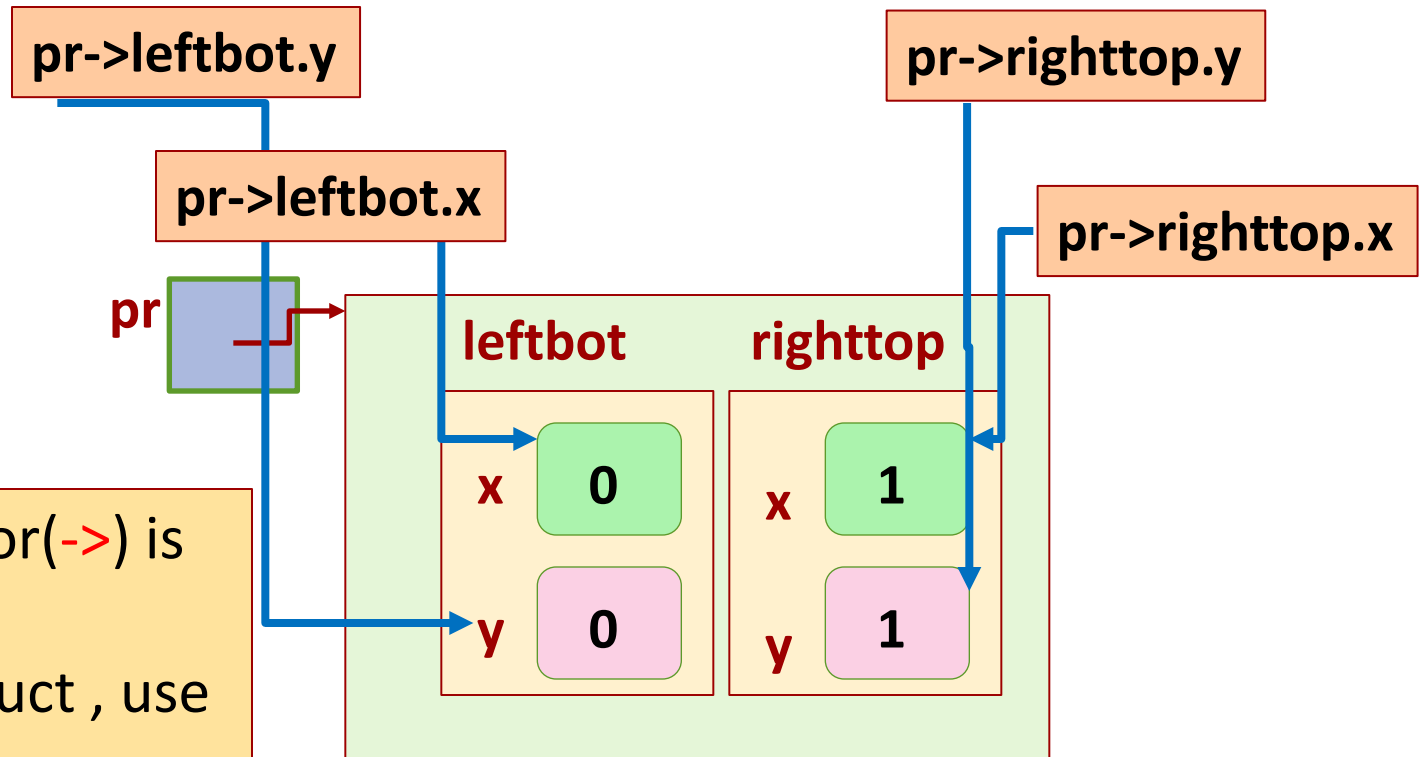 pr->leftbot.y
pr->righttop.y
pr->leftbot.x
pr->righttop.x
pr
leftbot righttop
x 0 x 1
y 0 y 1
or(->) is
uct , use